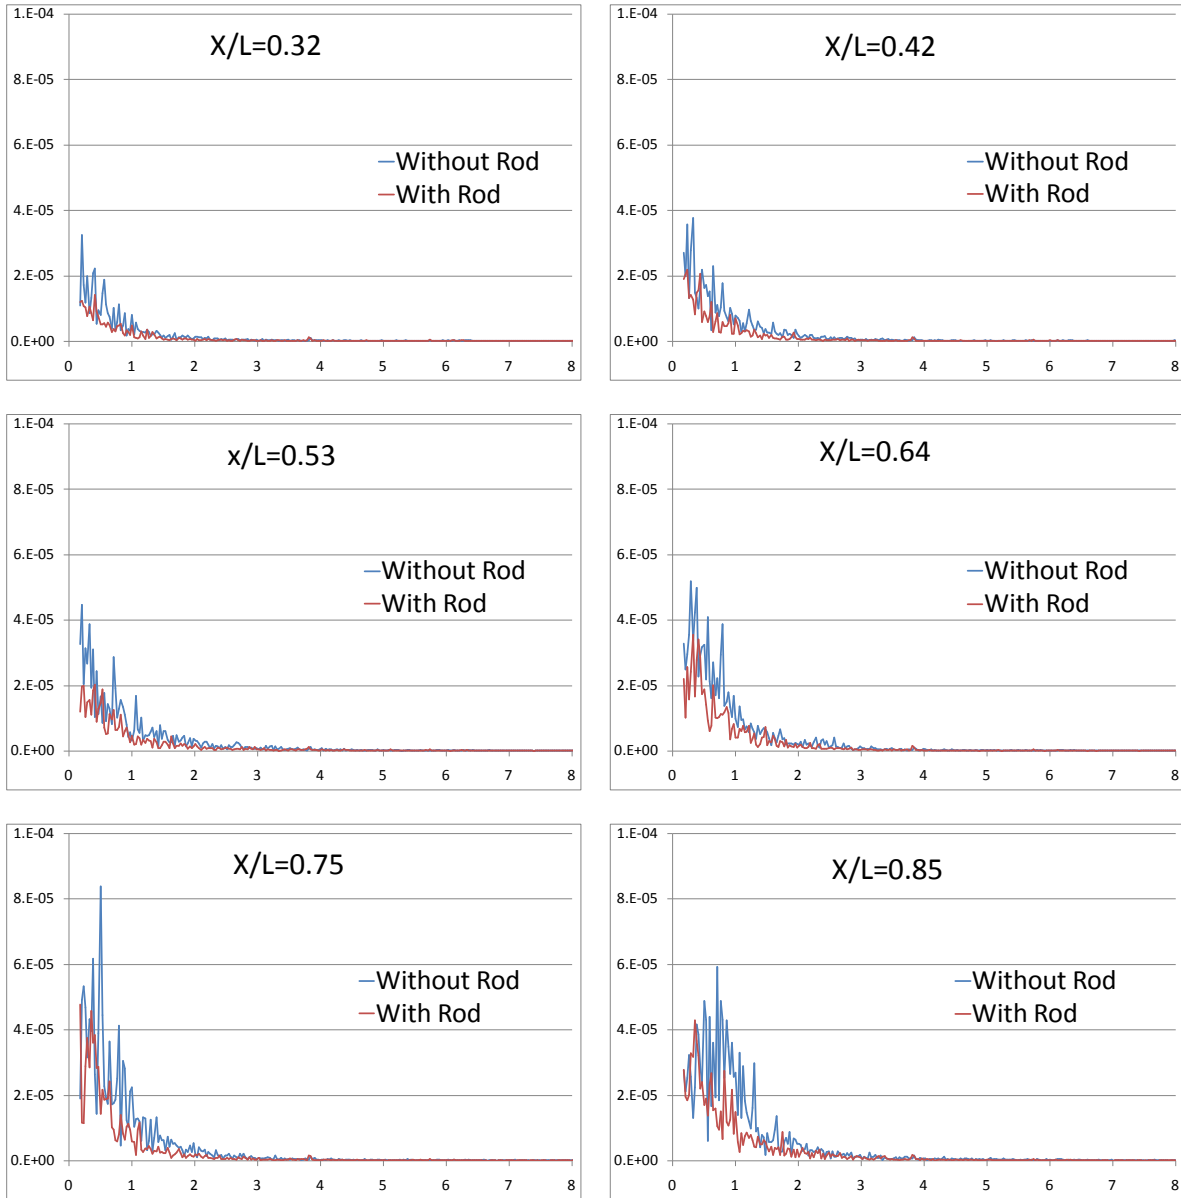 X/L=0.32
1.E-04
8.E-05
6.E-05
4.E-05
2.E-05
0.E+00
Without Rod
With Rod
0 1 2 3 4 5 6 7 8
X/L=0.42
1.E-04
8.E-05
6.E-05
4.E-05
2.E-05
0.E+00
Without Rod
With Rod
0 1 2 3 4 5 6 7 8
x/L=0.53
1.E-04
8.E-05
6.E-05
4.E-05
2.E-05
0.E+00
Without Rod
With Rod
0 1 2 3 4 5 6 7 8
X/L=0.64
1.E-04
8.E-05
6.E-05
4.E-05
2.E-05
0.E+00
Without Rod
With Rod
0 1 2 3 4 5 6 7 8
X/L=0.75
1.E-04
8.E-05
6.E-05
4.E-05
2.E-05
0.E+00
Without Rod
With Rod
0 1 2 3 4 5 6 7 8
X/L=0.85
1.E-04
8.E-05
6.E-05
4.E-05
2.E-05
0.E+00
Without Rod
With Rod
0 1 2 3 4 5 6 7 8